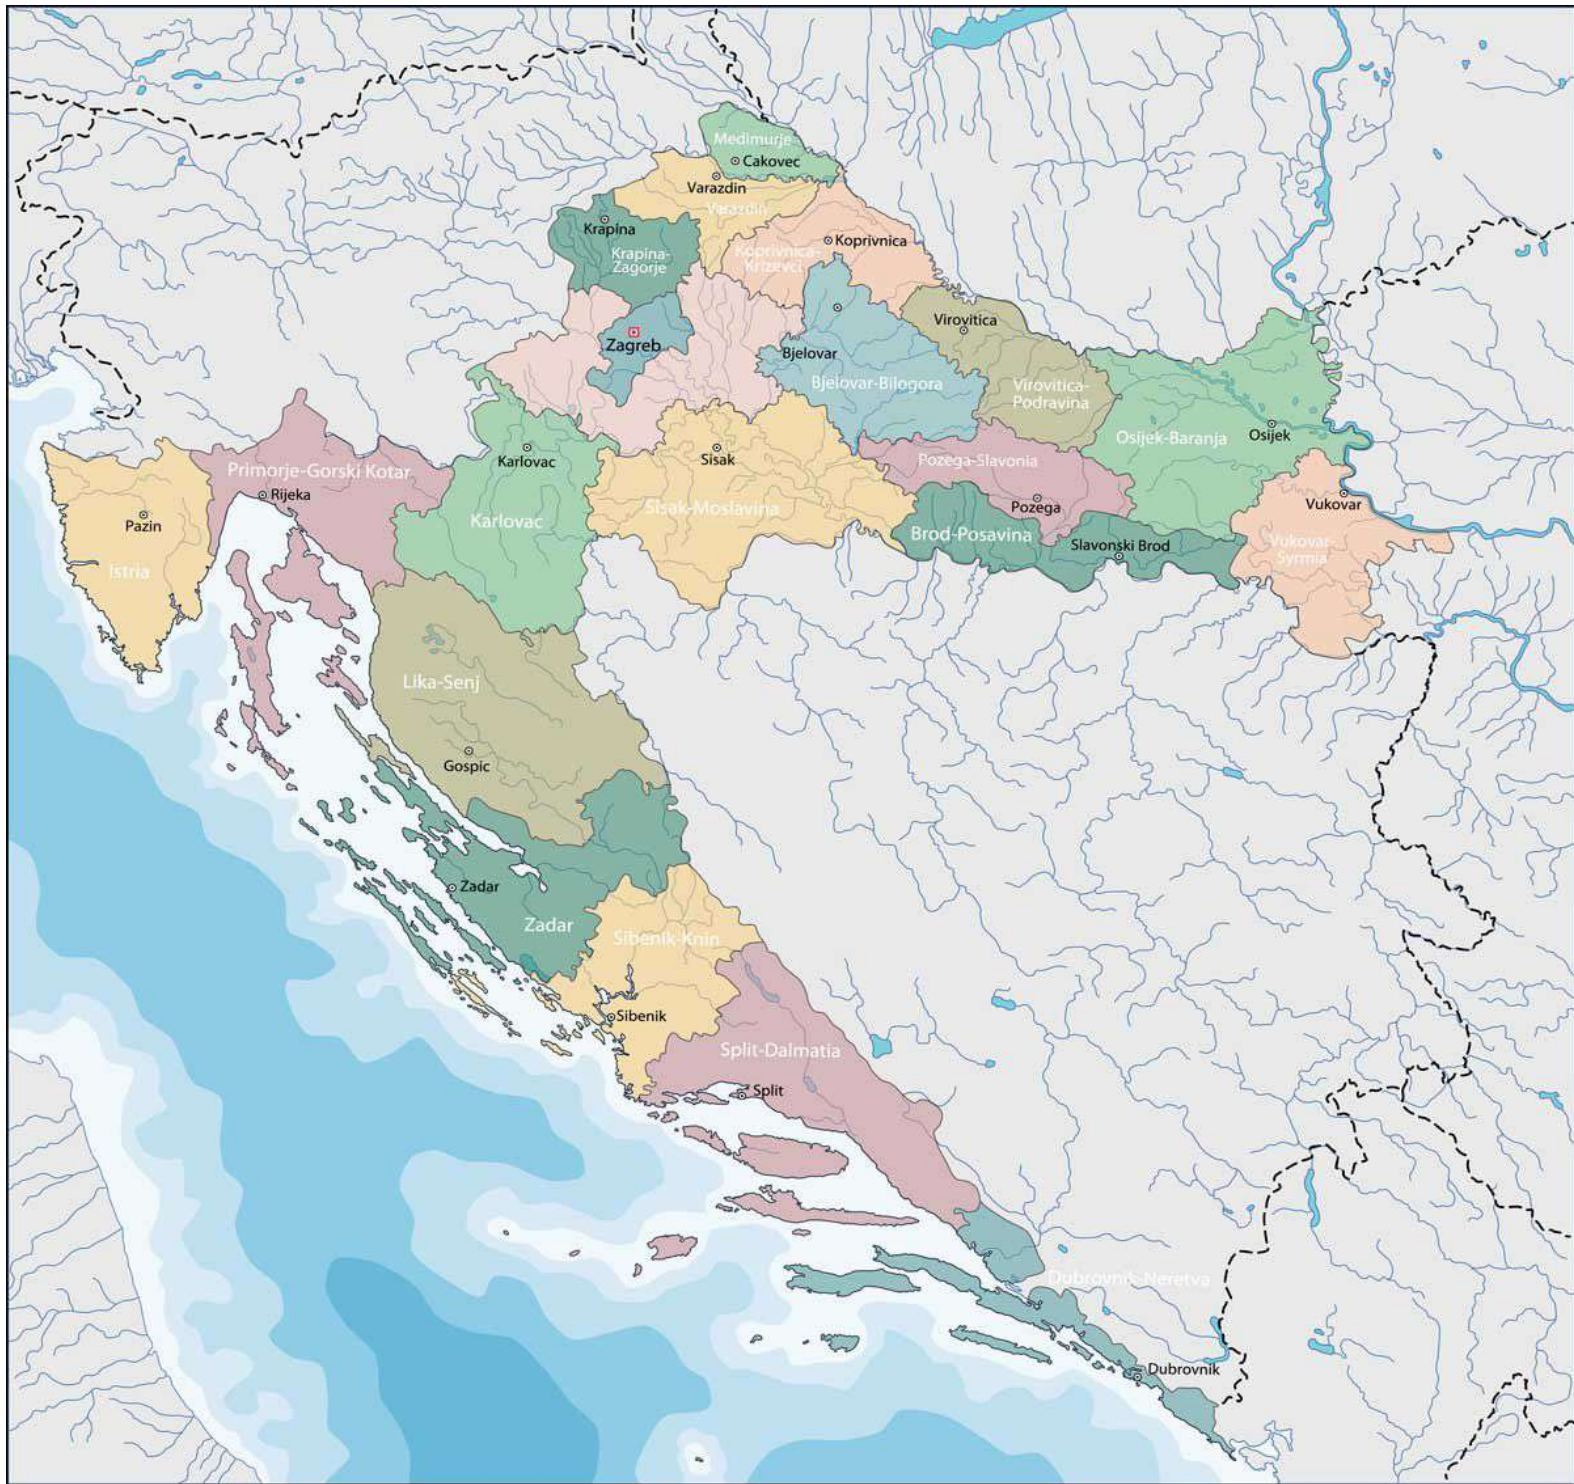 Medimurje
Cakovec
Varazdin
Varazdin
Krapina
Krapina-
Zagorje
Koprivnica
Koprivnica-
Krizevci
Virovitica
Zagreb
Bjelovar
Bjelovar-Bilogora
Virovitica-
Podravina
Osijek-Baranja
Osijek
Karlovac
Sisak
Pozega-Slavonia
Primorje-Gorski Kotar
Rijeka
Pazin
Istria
Karlovac
Sisak-Moslavina
Pozega
Vukovar
Brod-Posavina
Slavonski Brod
Vukovar-
Syrmia
Lika-Senj
Gospic
Zadar
Zadar
Sibenik-Knin
Sibenik
Split-Dalmatia
Split
Dubrovnik-Neretva
Dubrovnik